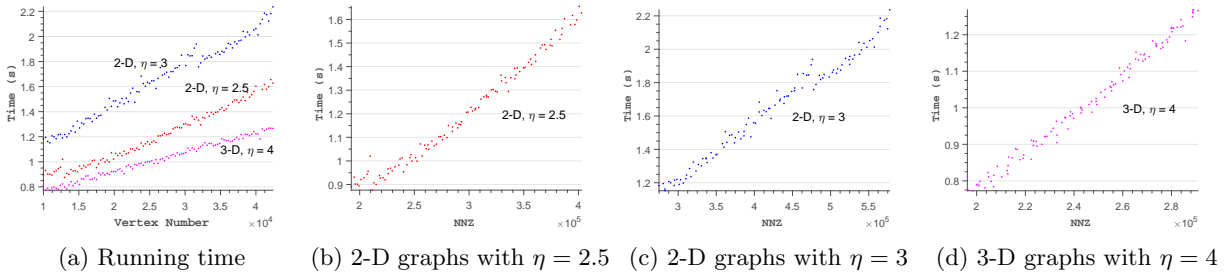 Time (s)
2.2
2
1.8
1.6
1.4
1.2
1
0.8
2-D, η = 3
2-D, η = 2.5
3-D, η = 4
1 1.5 2 2.5 3 3.5 4
Vertex Number
×10⁴
(a) Running time
Time (s)
1.6
1.5
1.4
1.3
1.2
1.1
1
0.9
2-D, η = 2.5
2 2.5 3 3.5 4
NNZ
×10⁵
(b) 2-D graphs with η = 2.5
Time (s)
2.2
2
1.8
1.6
1.4
1.2
2-D, η = 3
3 3.5 4 4.5 5 5.5
NNZ
×10⁵
(c) 2-D graphs with η = 3
Time (s)
1.2
1.1
1
0.9
0.8
3-D, η = 4
2.2 2.4 2.6 2.8
NNZ
×10⁵
(d) 3-D graphs with η = 4